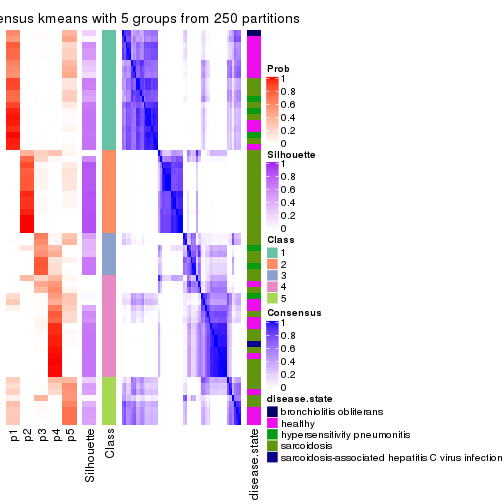 ensus kmeans with 5 groups from 250 partitions
Prob
1
0.8
0.6
0.4
0.2
0
Silhouette
1
0.8
0.6
0.4
0.2
0
Class
1
2
3
4
5
Consensus
1
0.8
0.6
0.4
0.2
0
disease.state
bronchiolitis obliterans
healthy
hypersensitivity pneumonitis
sarcoidosis
sarcoidosis-associated hepatitis C virus infection
p1
p2
p3
p4
p5
Silhouette
Class
disease.state